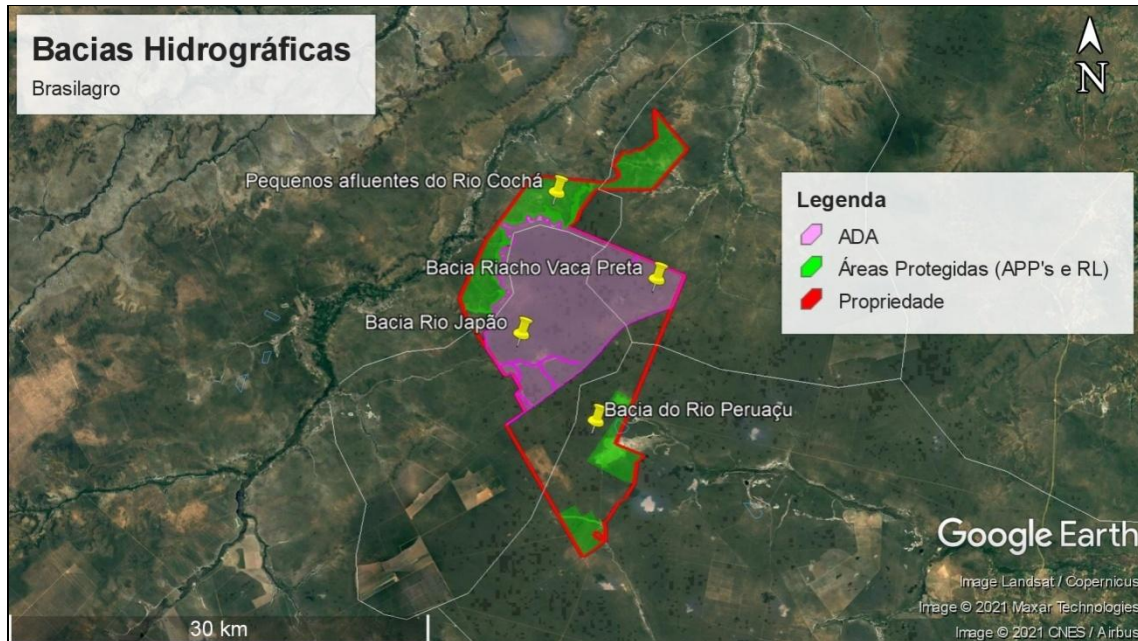 Bacias Hidrográficas
Brasilagro
N
Pequenos afluentes do Rio Cochá
Legenda
ADA
Áreas Protegidas (APP's e RL)
Propriedade
Bacia Riacho Vaca Preta
Bacia Rio Japão
Bacia do Rio Peruaçu
Google Earth
Image Landsat / Copernicus
Image © 2021 Maxar Technologies
Image © 2021 CNES / Airbus
30 km